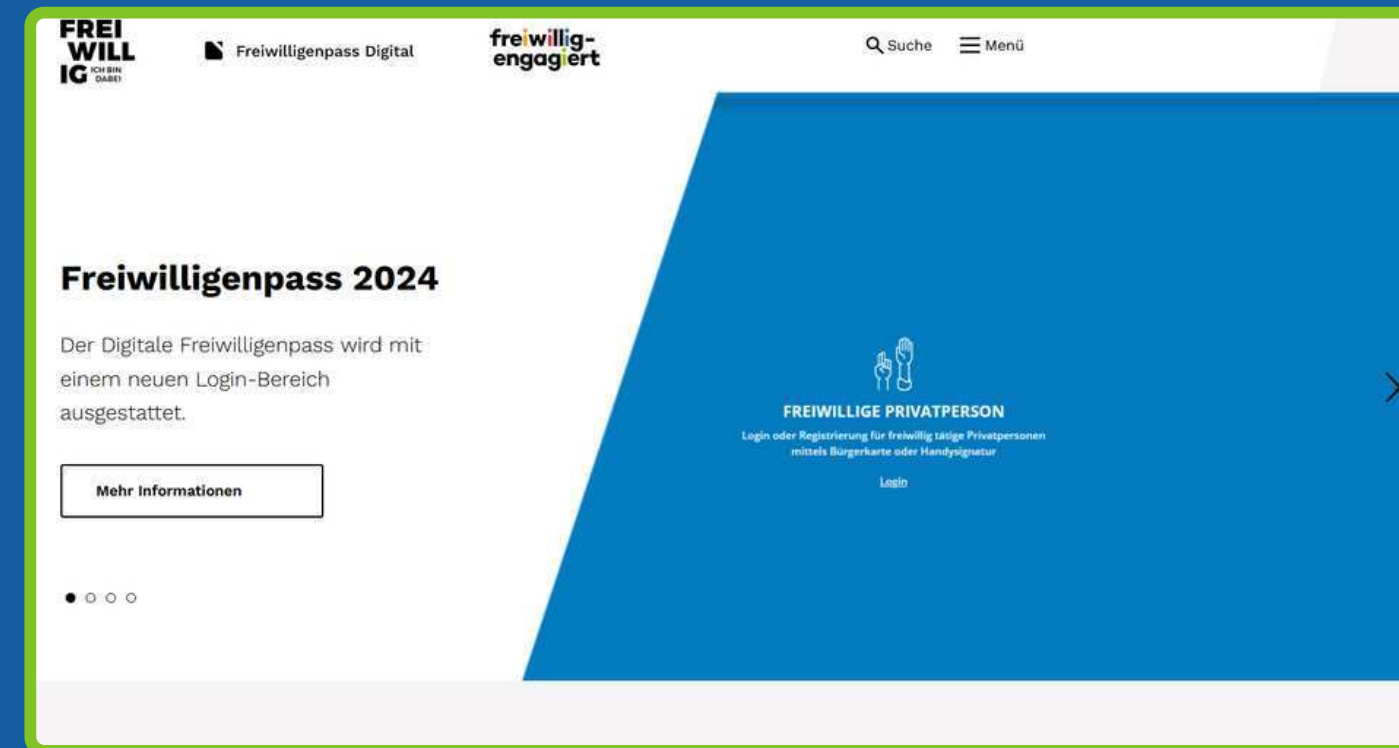 FREI
WILL
IG ICH BIN
DABEI
Freiwilligenpass Digital
freiwillig-
engagiert
Suche
Menü
Freiwilligenpass 2024
Der Digitale Freiwilligenpass wird mit
einem neuen Login-Bereich
ausgestattet.
Mehr Informationen
FREIWILLIGE PRIVATPERSON
Login oder Registrierung für freiwillig tätige Privatpersonen
mittels Bürgerkarte oder Handysignatur
Login